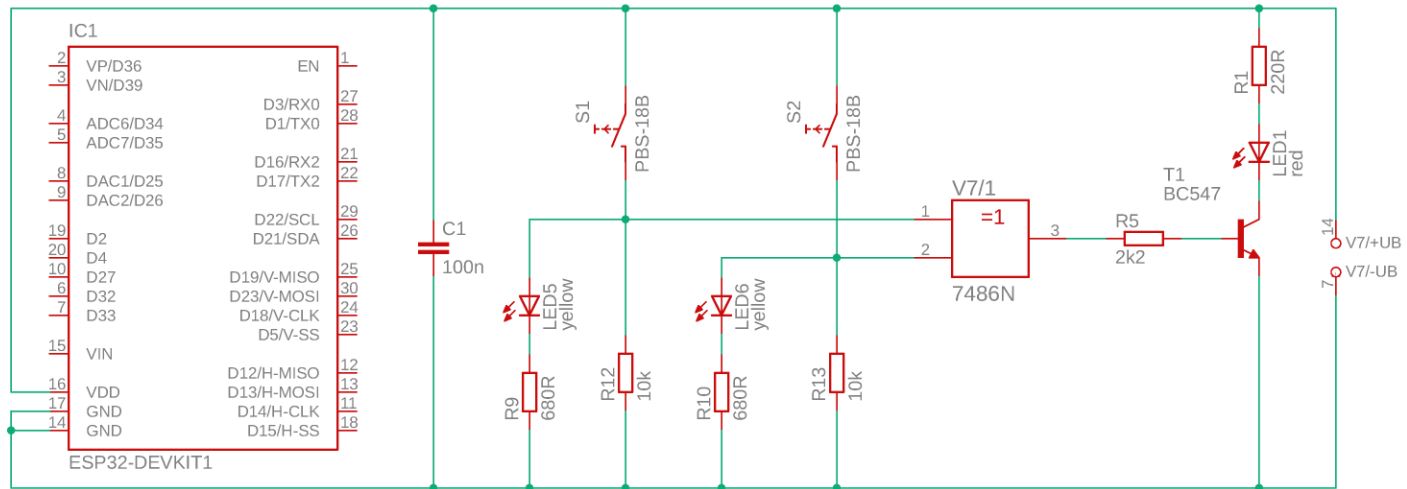 IC1
2 VP/D36 EN 1
3 VN/D39
D3/RX0 27
4 ADC6/D34 D1/TX0 28
5 ADC7/D35
D16/RX2 21
8 DAC1/D25 D17/TX2 22
9 DAC2/D26
D22/SCL 29
19 D2 D21/SDA 26
20 D4
10 D27 D19/V-MISO 25
6 D32 D23/V-MOSI 30
7 D33 D18/V-CLK 24
D5/V-SS 23
15 VIN
D12/H-MISO 12
16 VDD D13/H-MOSI 13
17 GND D14/H-CLK 11
14 GND D15/H-SS 18
ESP32-DEVKIT1
C1
100n
S1
PBS-18B
S2
PBS-18B
LED5
yellow
R9
680R
R12
10k
LED6
yellow
R10
680R
R13
10k
V7/1
=1
1
2
3
7486N
R5
2k2
T1
BC547
R1
220R
LED1
red
14
V7/+UB
V7/-UB
7